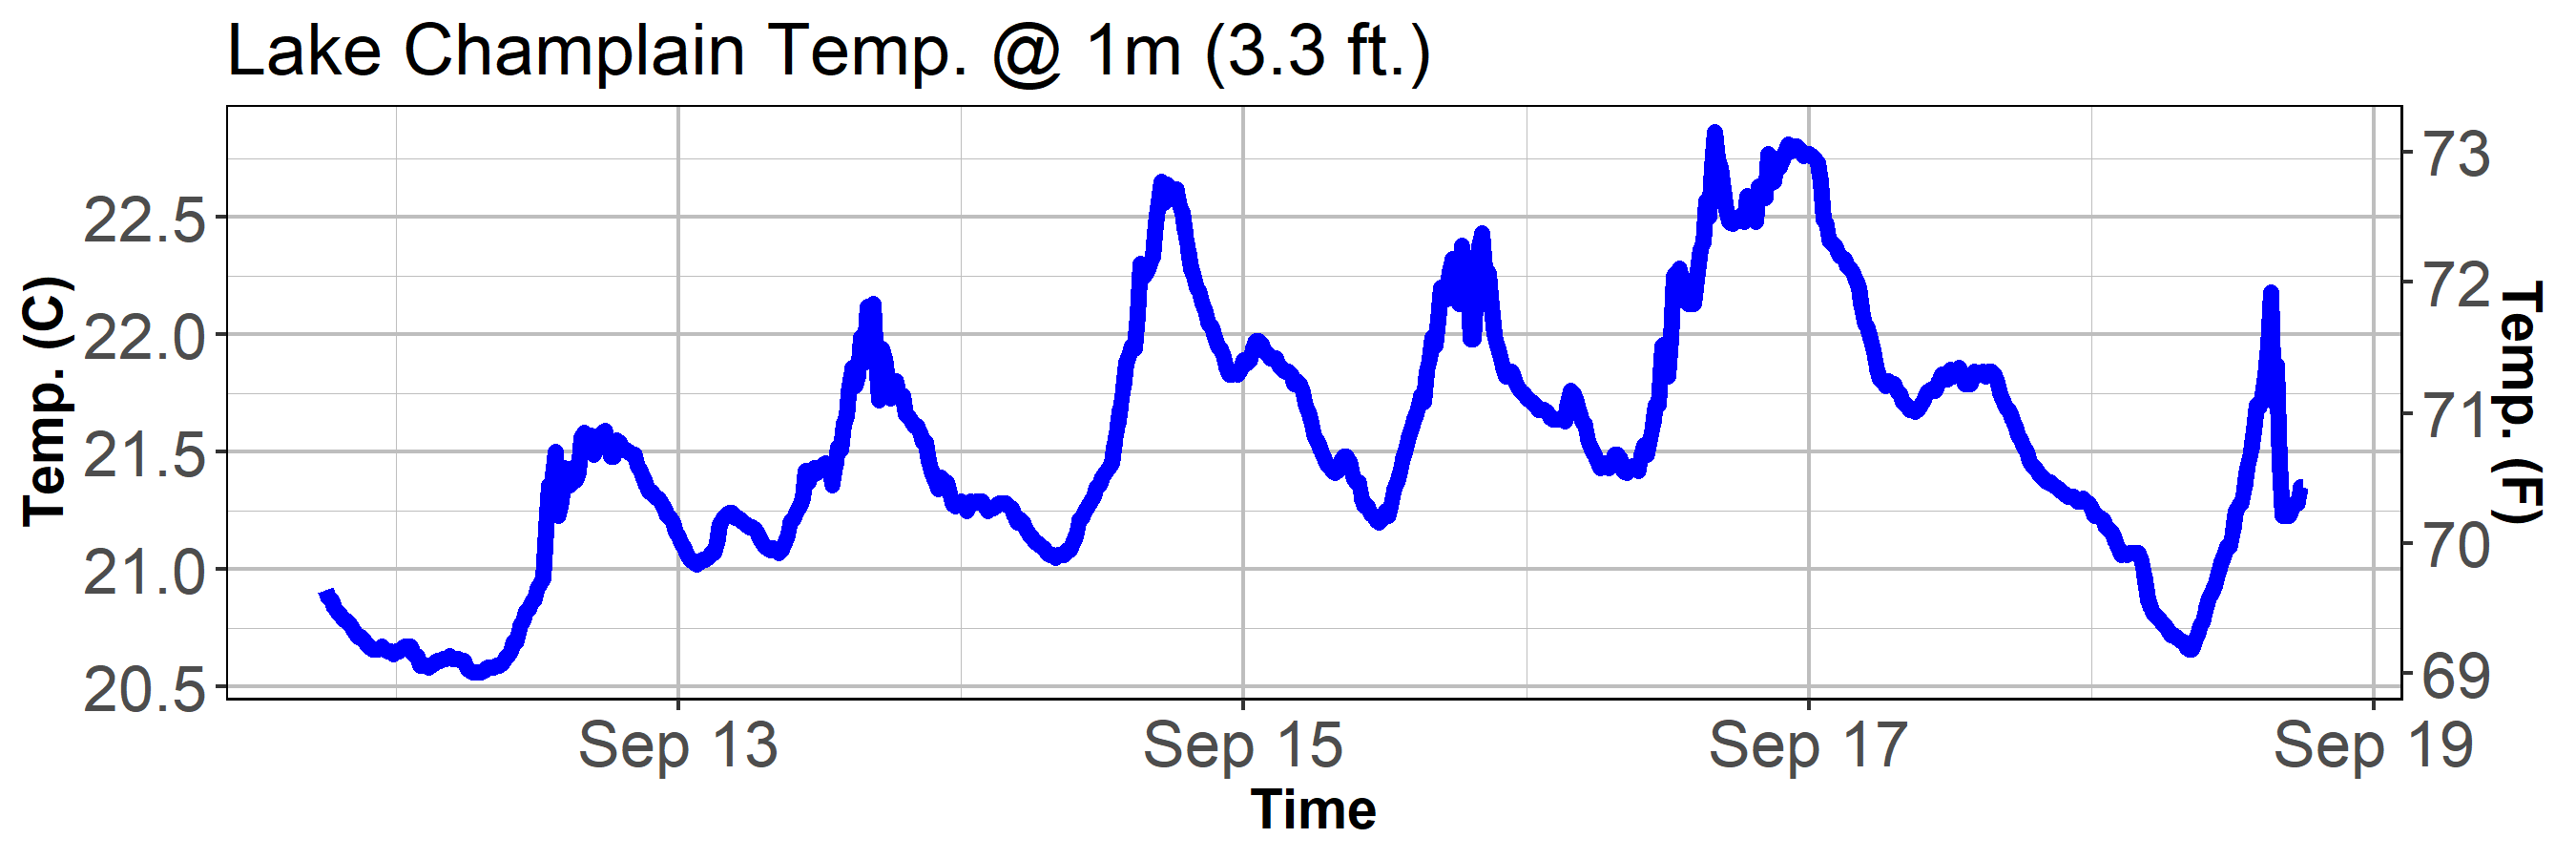 Lake Champlain Temp. @ 1m (3.3 ft.)
Temp. (C)
22.5
22.0
21.5
21.0
20.5
73
72
71
70
69
Temp. (F)
Sep 13 Sep 15 Sep 17 Sep 19
Time